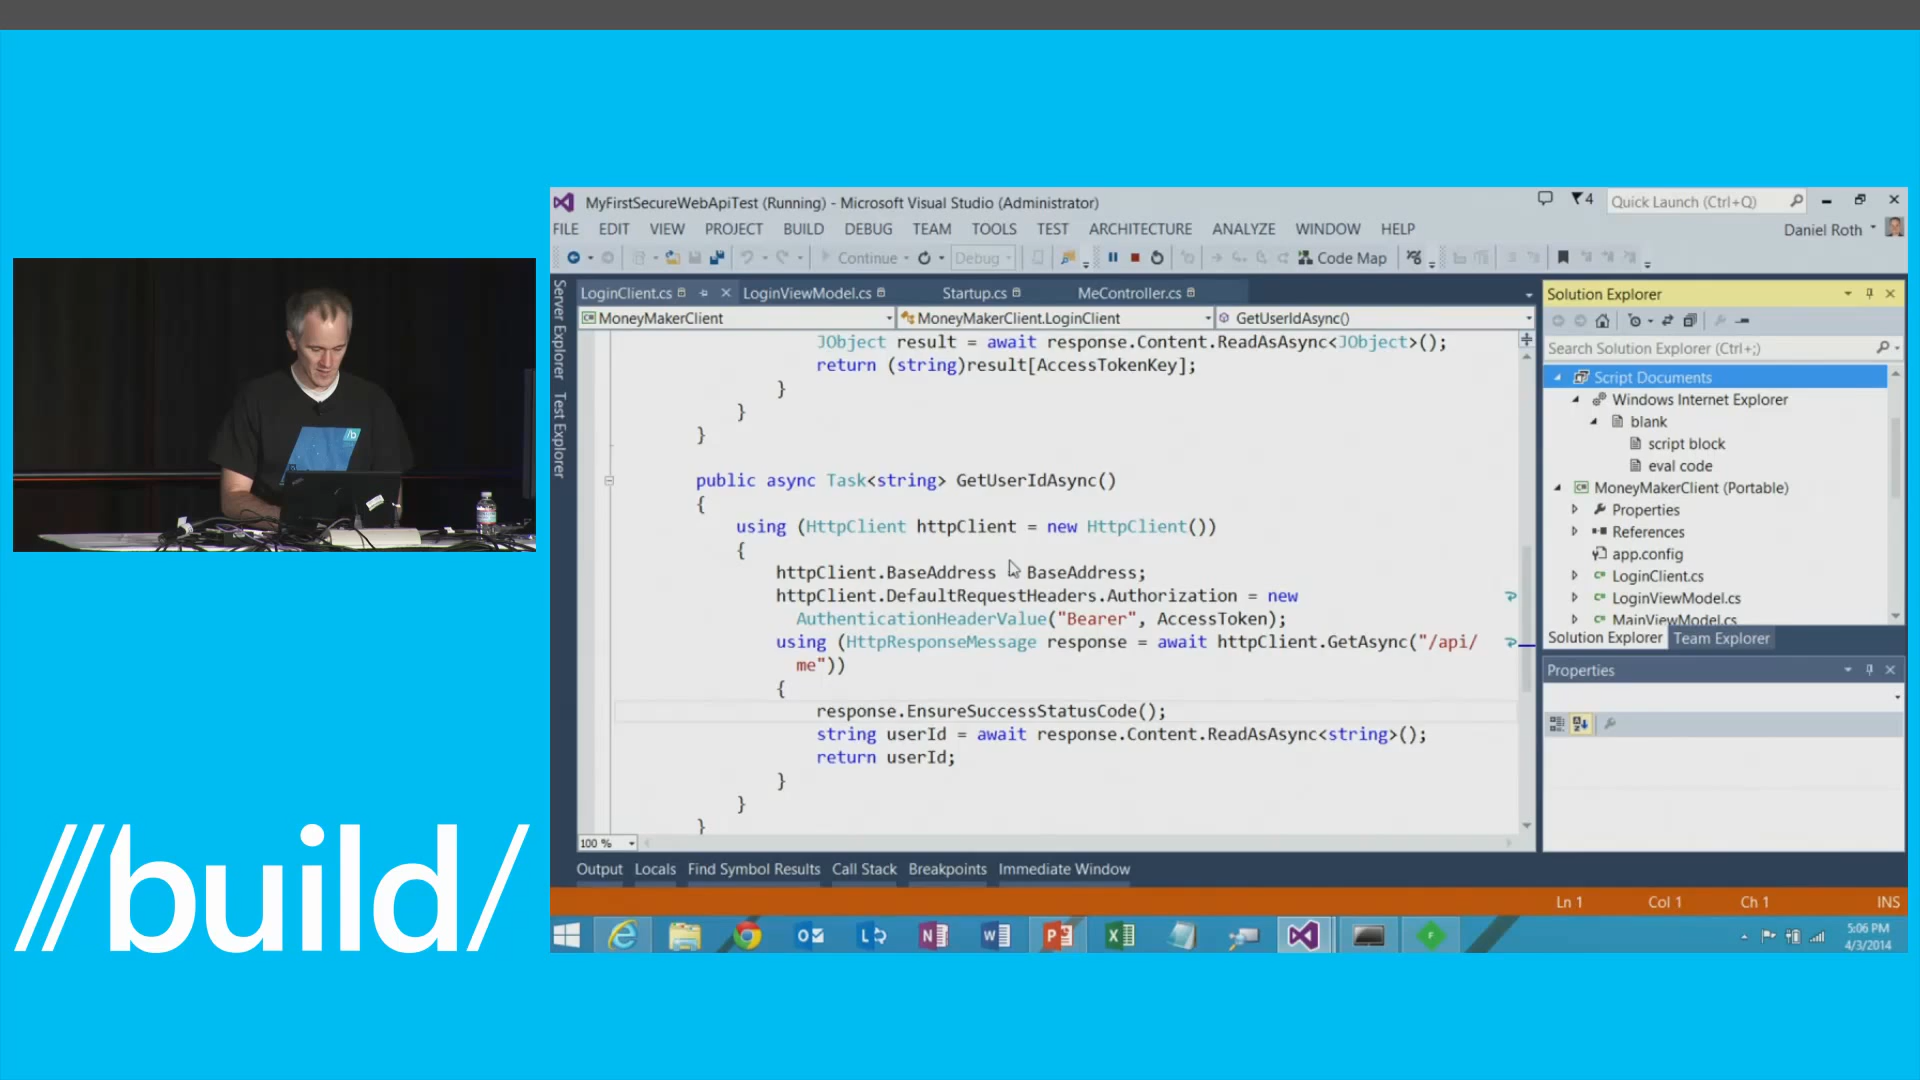 MyFirstSecureWebApiTest (Running) - Microsoft Visual Studio (Administrator)
4
Quick Launch (Ctrl+Q)
FILE EDIT VIEW PROJECT BUILD DEBUG TEAM TOOLS TEST ARCHITECTURE ANALYZE WINDOW HELP
Daniel Roth
Continue
Debug
Code Map
Server Explorer
Test Explorer
LoginClient.cs
LoginViewModel.cs
Startup.cs
MeController.cs
MoneyMakerClient
MoneyMakerClient.LoginClient
GetUserIdAsync()
JObject result = await response.Content.ReadAsAsync<JObject>();
return (string)result[AccessTokenKey];
}
}
}
public async Task<string> GetUserIdAsync()
{
using (HttpClient httpClient = new HttpClient())
{
httpClient.BaseAddress BaseAddress;
httpClient.DefaultRequestHeaders.Authorization = new
AuthenticationHeaderValue("Bearer", AccessToken);
using (HttpResponseMessage response = await httpClient.GetAsync("/api/
me"))
{
response.EnsureSuccessStatusCode();
string userId = await response.Content.ReadAsAsync<string>();
return userId;
}
}
}
100 %
Solution Explorer
Search Solution Explorer (Ctrl+;)
Script Documents
Windows Internet Explorer
blank
script block
eval code
MoneyMakerClient (Portable)
Properties
References
app.config
LoginClient.cs
LoginViewModel.cs
MainViewModel.cs
Solution Explorer Team Explorer
Properties
Output Locals Find Symbol Results Call Stack Breakpoints Immediate Window
Ln 1 Col 1 Ch 1 INS
5:06 PM
4/3/2014
//build/